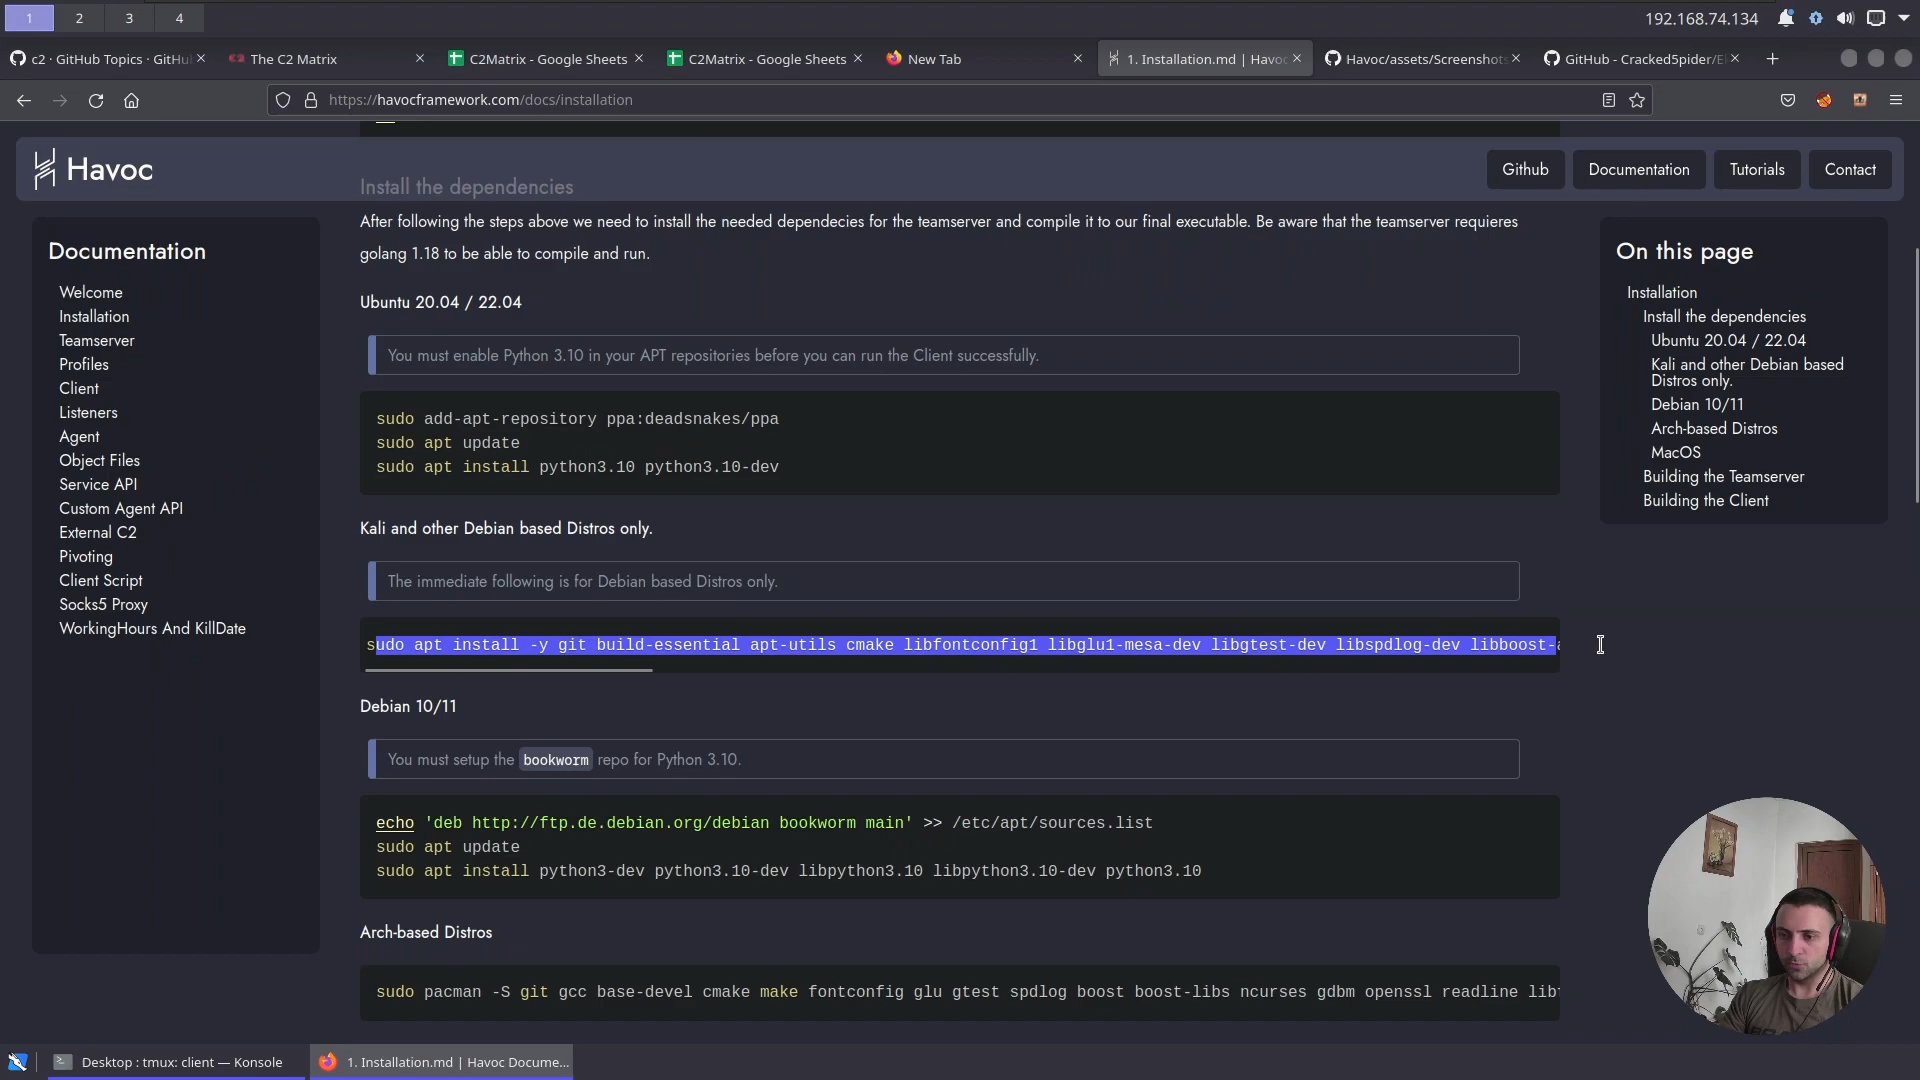 1 2 3 4 192.168.74.134
c2 · GitHub Topics · GitHu
The C2 Matrix
C2Matrix - Google Sheets
C2Matrix - Google Sheets
New Tab
1. Installation.md | Havoc
Havoc/assets/Screenshots
GitHub - Cracked5pider/E
https://havocframework.com/docs/installation
Havoc
Github Documentation Tutorials Contact
Documentation
Welcome
Installation
Teamserver
Profiles
Client
Listeners
Agent
Object Files
Service API
Custom Agent API
External C2
Pivoting
Client Script
Socks5 Proxy
WorkingHours And KillDate
Install the dependencies
After following the steps above we need to install the needed dependecies for the teamserver and compile it to our final executable. Be aware that the teamserver requieres
golang 1.18 to be able to compile and run.
Ubuntu 20.04 / 22.04
You must enable Python 3.10 in your APT repositories before you can run the Client successfully.
sudo add-apt-repository ppa:deadsnakes/ppa
sudo apt update
sudo apt install python3.10 python3.10-dev
Kali and other Debian based Distros only.
The immediate following is for Debian based Distros only.
sudo apt install -y git build-essential apt-utils cmake libfontconfig1 libglu1-mesa-dev libgtest-dev libspdlog-dev libboost-a
Debian 10/11
You must setup the bookworm repo for Python 3.10.
echo 'deb http://ftp.de.debian.org/debian bookworm main' >> /etc/apt/sources.list
sudo apt update
sudo apt install python3-dev python3.10-dev libpython3.10 libpython3.10-dev python3.10
Arch-based Distros
sudo pacman -S git gcc base-devel cmake make fontconfig glu gtest spdlog boost boost-libs ncurses gdbm openssl readline libf
On this page
Installation
Install the dependencies
Ubuntu 20.04 / 22.04
Kali and other Debian based
Distros only.
Debian 10/11
Arch-based Distros
MacOS
Building the Teamserver
Building the Client
Desktop : tmux: client — Konsole
1. Installation.md | Havoc Docume...